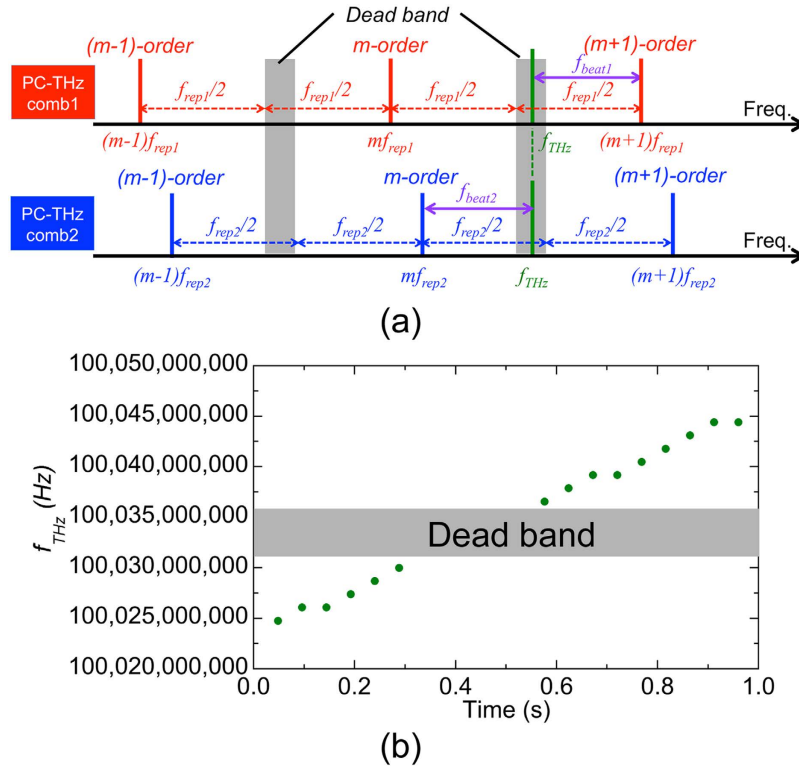 Dead band
(m-1)-order m-order (m+1)-order
PC-THz
comb1
f_beat1
f_rep1/2 f_rep1/2 f_rep1/2 f_rep1/2
Freq.
(m-1)f_rep1 mf_rep1 f_THz (m+1)f_rep1
(m-1)-order m-order (m+1)-order
PC-THz
comb2
f_beat2
f_rep2/2 f_rep2/2 f_rep2/2 f_rep2/2
Freq.
(m-1)f_rep2 mf_rep2 f_THz (m+1)f_rep2
(a)
100,050,000,000
100,045,000,000
100,040,000,000
100,035,000,000
100,030,000,000
100,025,000,000
100,020,000,000
f_THz (Hz)
Dead band
0.0 0.2 0.4 0.6 0.8 1.0
Time (s)
(b)